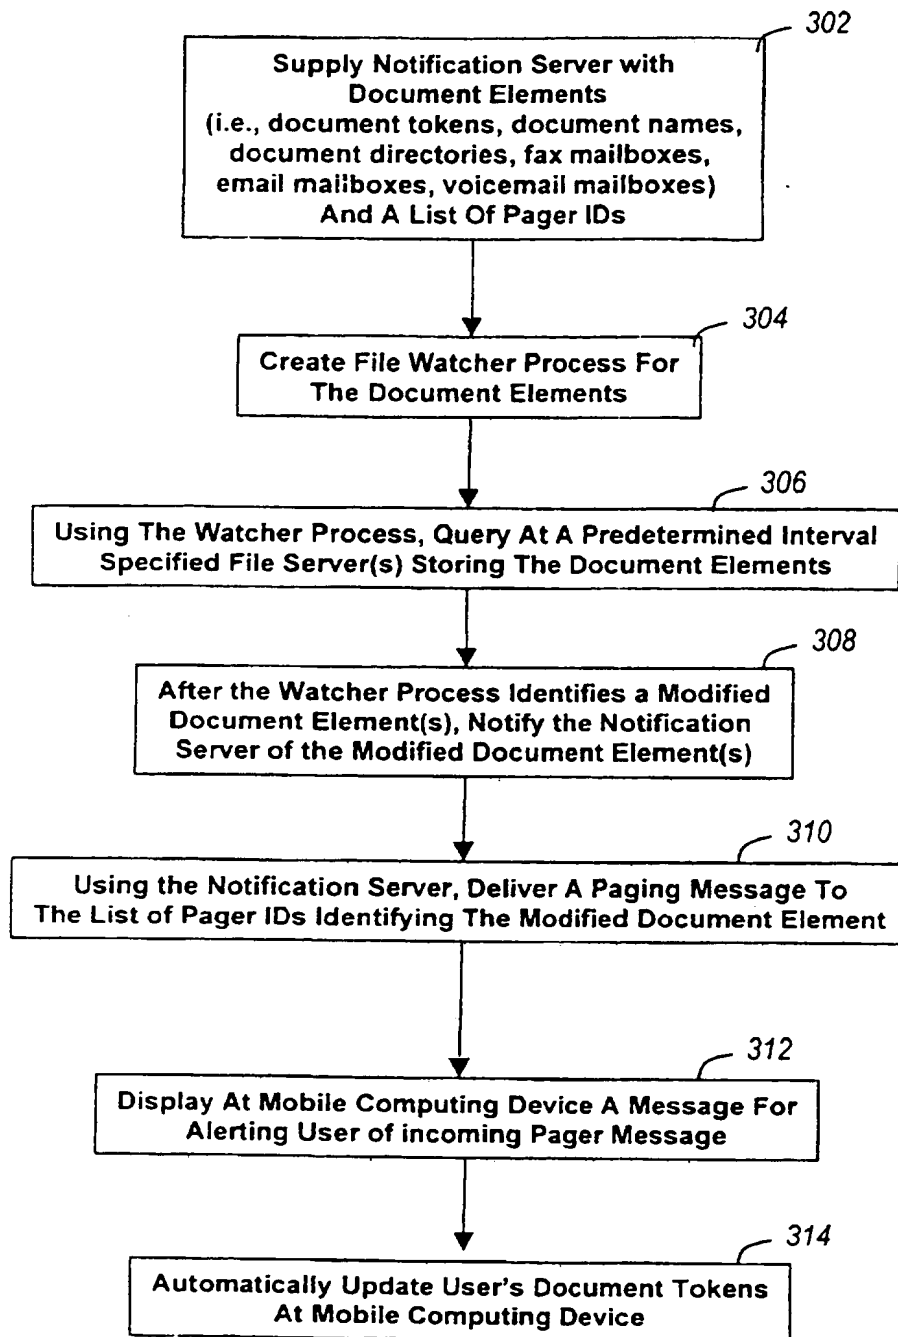 302
Supply Notification Server with
Document Elements
(i.e., document tokens, document names,
document directories, fax mailboxes,
email mailboxes, voicemail mailboxes)
And A List Of Pager IDs
304
Create File Watcher Process For
The Document Elements
306
Using The Watcher Process, Query At A Predetermined Interval
Specified File Server(s) Storing The Document Elements
308
After the Watcher Process Identifies a Modified
Document Element(s), Notify the Notification
Server of the Modified Document Element(s)
310
Using the Notification Server, Deliver A Paging Message To
The List of Pager IDs Identifying The Modified Document Element
312
Display At Mobile Computing Device A Message For
Alerting User of incoming Pager Message
314
Automatically Update User's Document Tokens
At Mobile Computing Device